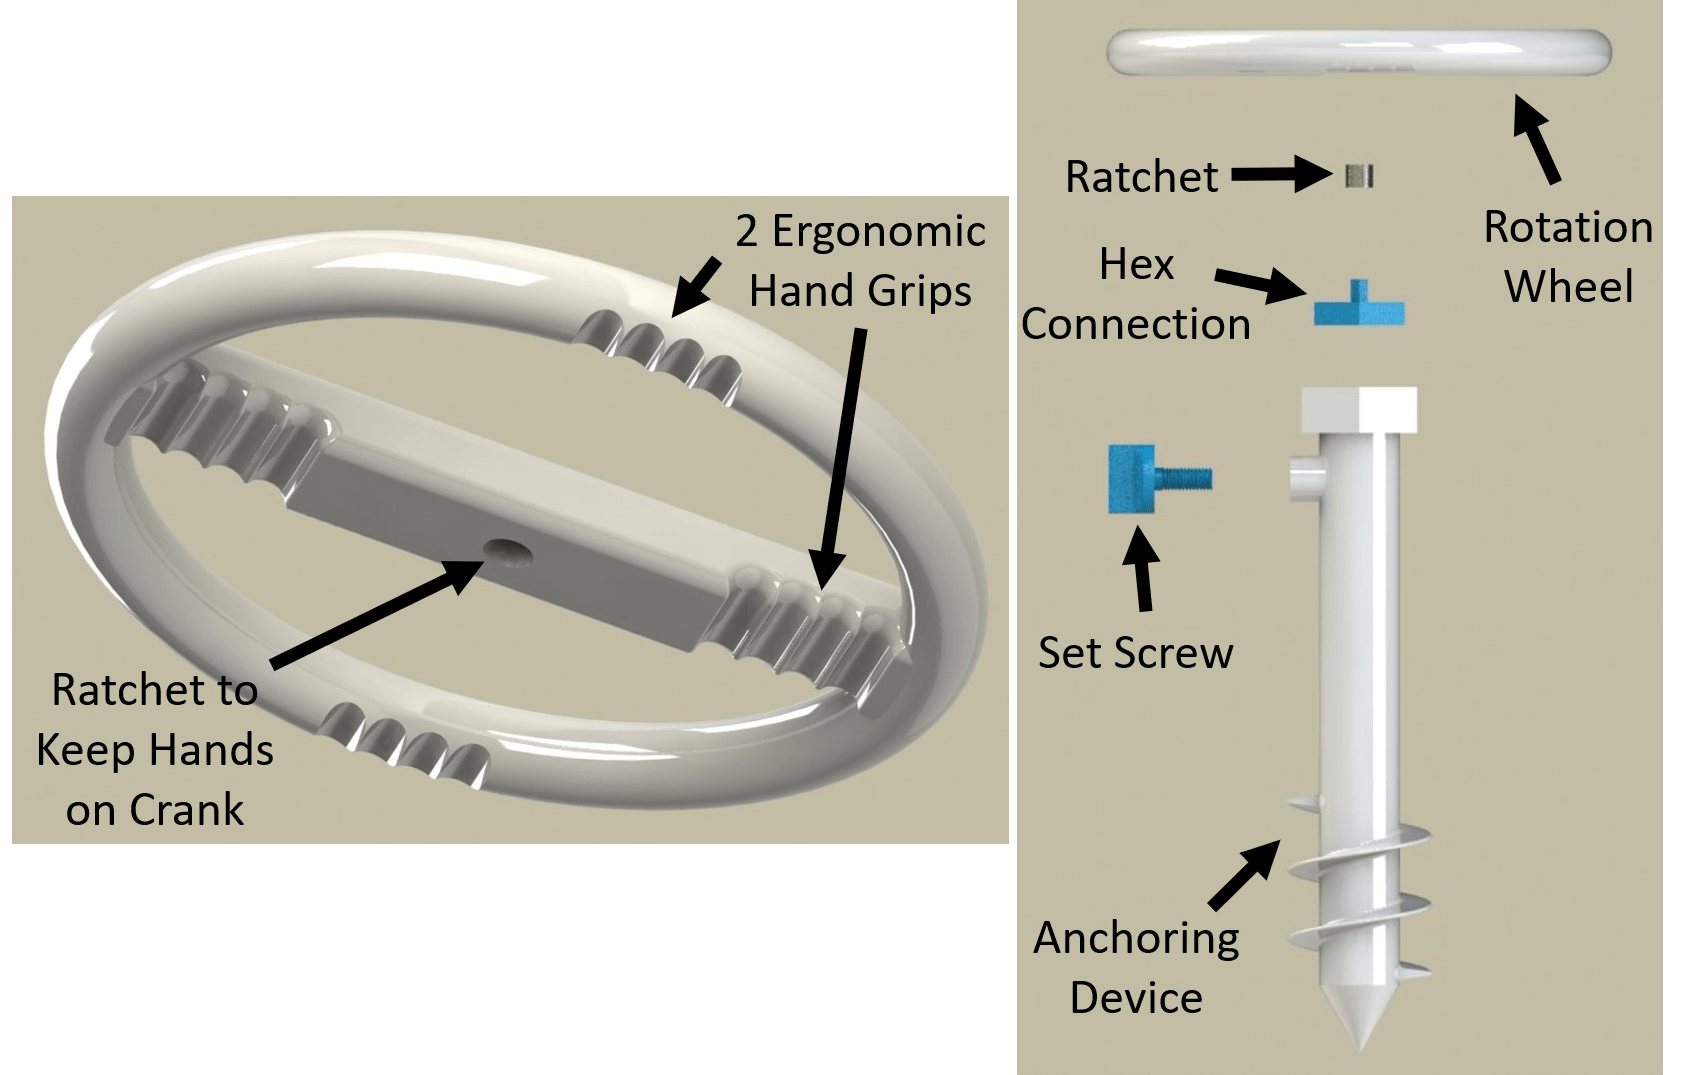 2 Ergonomic
Hand Grips
Ratchet to
Keep Hands
on Crank
Ratchet
Rotation
Wheel
Hex
Connection
Set Screw
Anchoring
Device